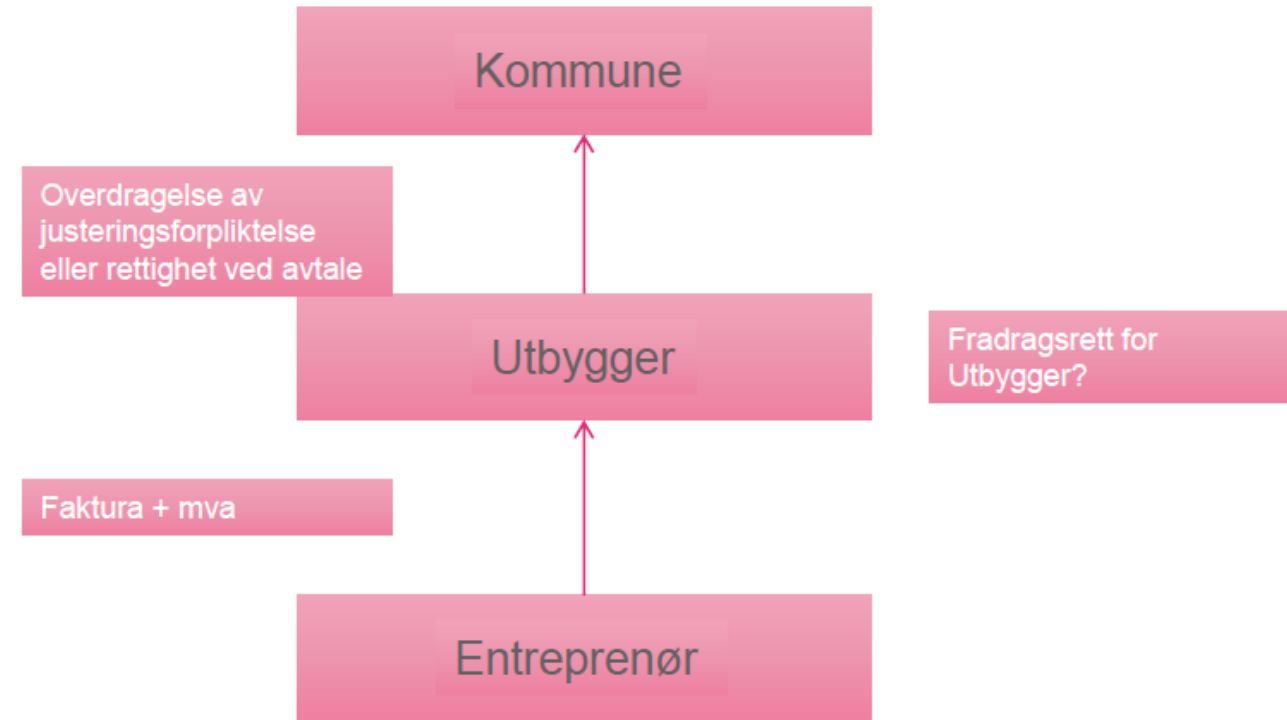 Kommune
Overdragelse av
justeringsforpliktelse
eller rettighet ved avtale
Utbygger
Fradragsrett for
Utbygger?
Faktura + mva
Entreprenør